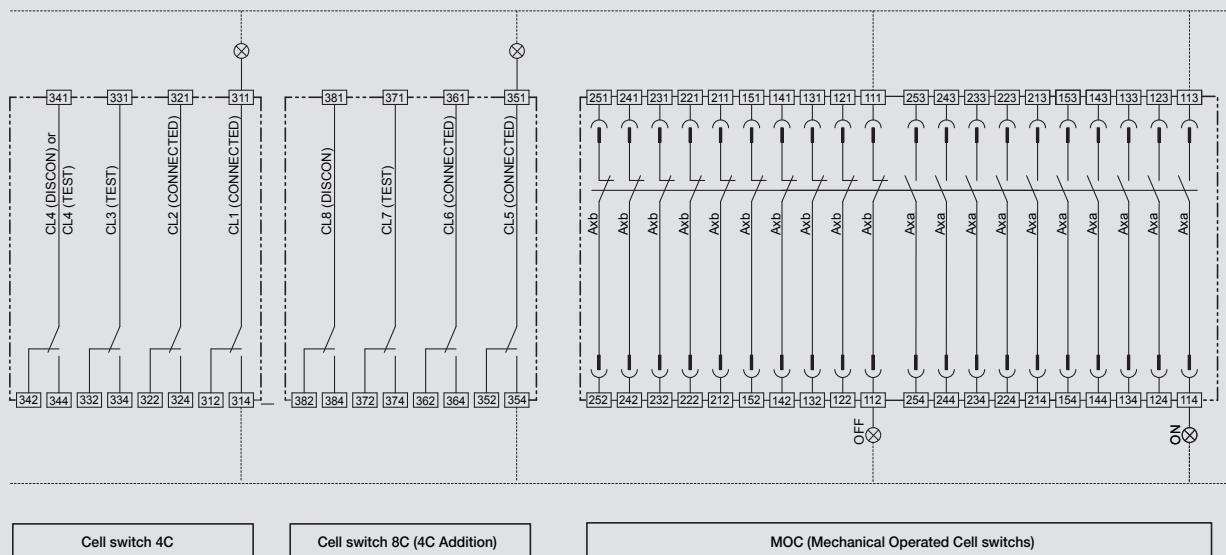 341 331 321 311 381 371 361 351 251 241 231 221 211 151 141 131 121 111 253 243 233 223 213 153 143 133 123 113
CL4 (DISCON) or
CL4 (TEST)
CL3 (TEST)
CL2 (CONNECTED)
CL1 (CONNECTED)
CL8 (DISCON)
CL7 (TEST)
CL6 (CONNECTED)
CL5 (CONNECTED)
Axb Axb Axb Axb Axb Axb Axb Axb Axb Axb Axa Axa Axa Axa Axa Axa Axa Axa Axa Axa
342 344 332 334 322 324 312 314 382 384 372 374 362 364 352 354 252 242 232 222 212 152 142 132 122 112 254 244 234 224 214 154 144 134 124 114
OFF
ON
Cell switch 4C
Cell switch 8C (4C Addition)
MOC (Mechanical Operated Cell switchs)